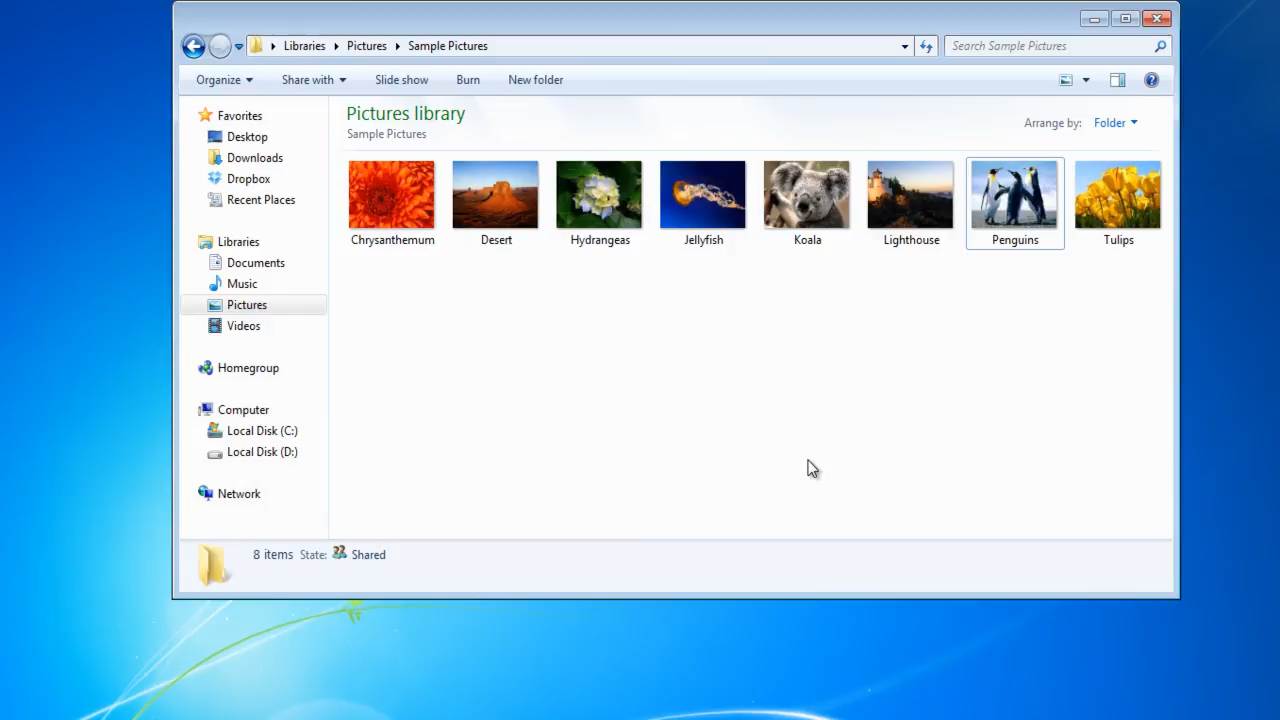 Libraries Pictures Sample Pictures
Search Sample Pictures
Organize Share with Slide show Burn New folder
Favorites
Desktop
Downloads
Dropbox
Recent Places
Libraries
Documents
Music
Pictures
Videos
Homegroup
Computer
Local Disk (C:)
Local Disk (D:)
Network
Pictures library
Sample Pictures
Arrange by: Folder
Chrysanthemum Desert Hydrangeas Jellyfish Koala Lighthouse Penguins Tulips
8 items State: Shared